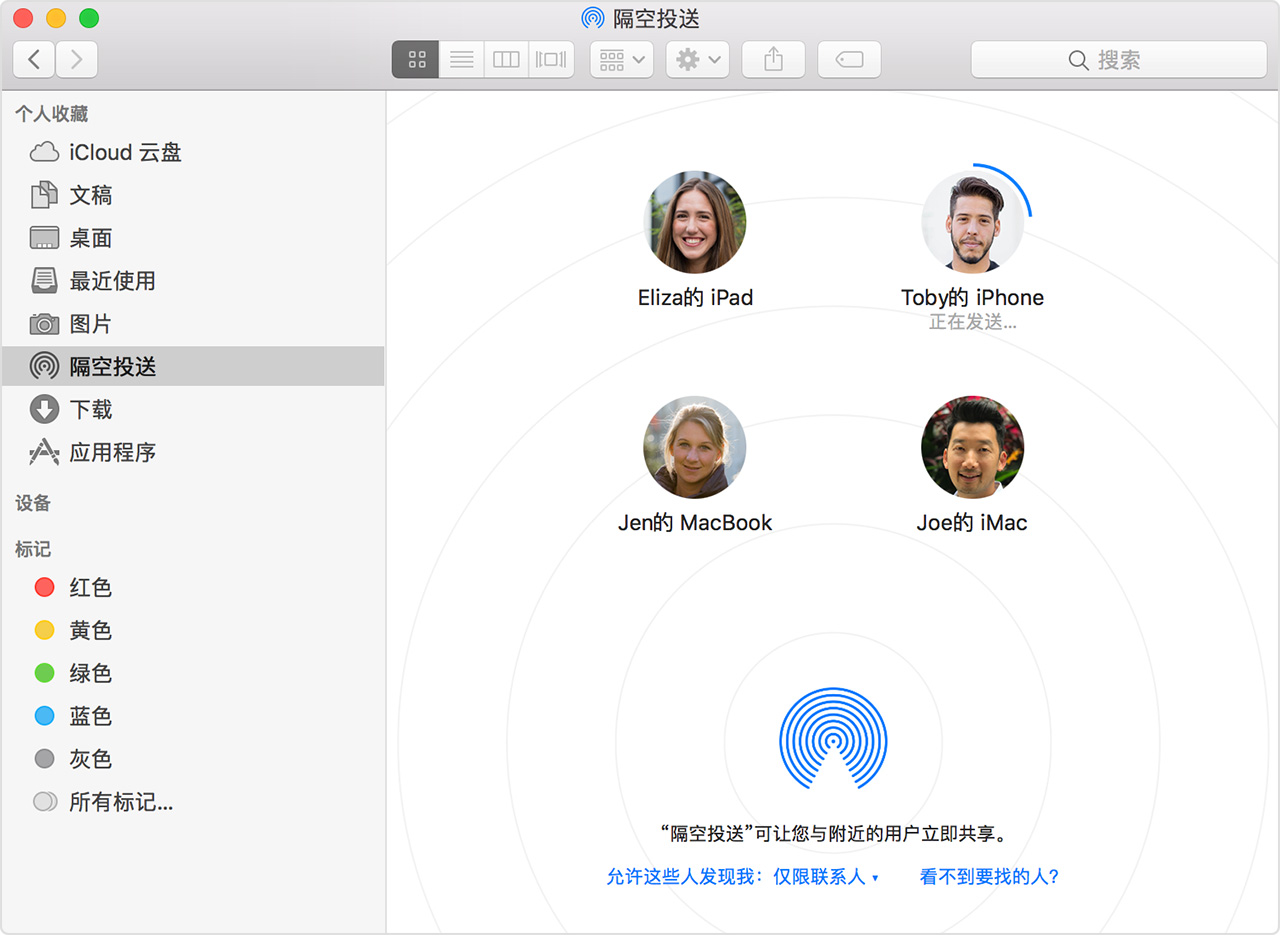 隔空投送
搜索
个人收藏
iCloud 云盘
文稿
桌面
最近使用
图片
隔空投送
下载
应用程序
设备
标记
红色
黄色
绿色
蓝色
灰色
所有标记...
Eliza的 iPad
Toby的 iPhone
正在发送...
Jen的 MacBook
Joe的 iMac
“隔空投送”可让您与附近的用户立即共享。
允许这些人发现我：仅限联系人 ▾
看不到要找的人?